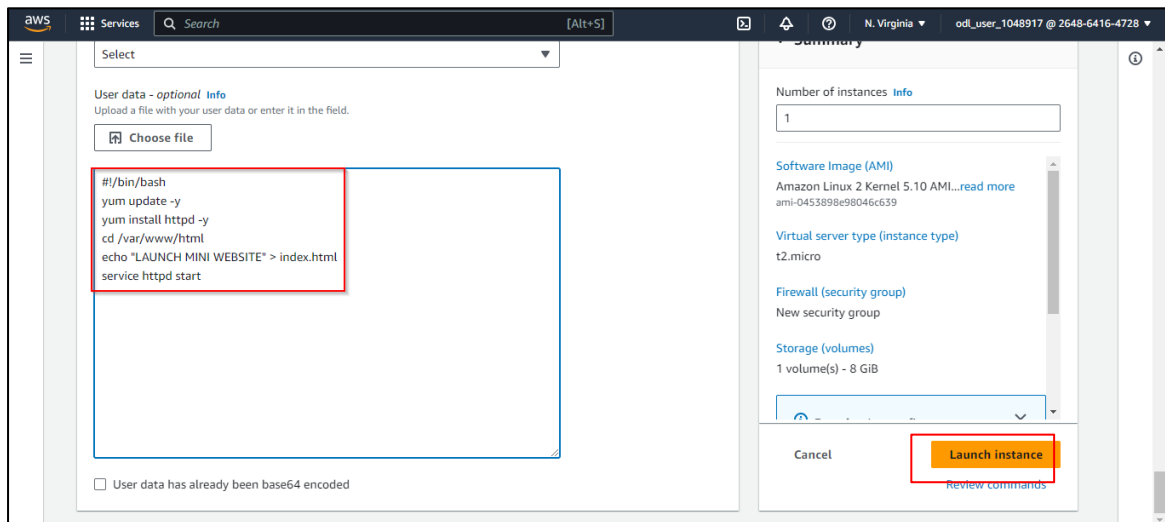 aws
Services
Search
[Alt+S]
N. Virginia ▼
odl_user_1048917 @ 2648-6416-4728 ▼
Select
User data - optional Info
Upload a file with your user data or enter it in the field.
Choose file
#!/bin/bash
yum update -y
yum install httpd -y
cd /var/www/html
echo "LAUNCH MINI WEBSITE" > index.html
service httpd start
User data has already been base64 encoded
Summary
Number of instances Info
1
Software Image (AMI)
Amazon Linux 2 Kernel 5.10 AMI...read more
ami-0453898e98046c639
Virtual server type (instance type)
t2.micro
Firewall (security group)
New security group
Storage (volumes)
1 volume(s) - 8 GiB
Cancel
Launch instance
Review commands